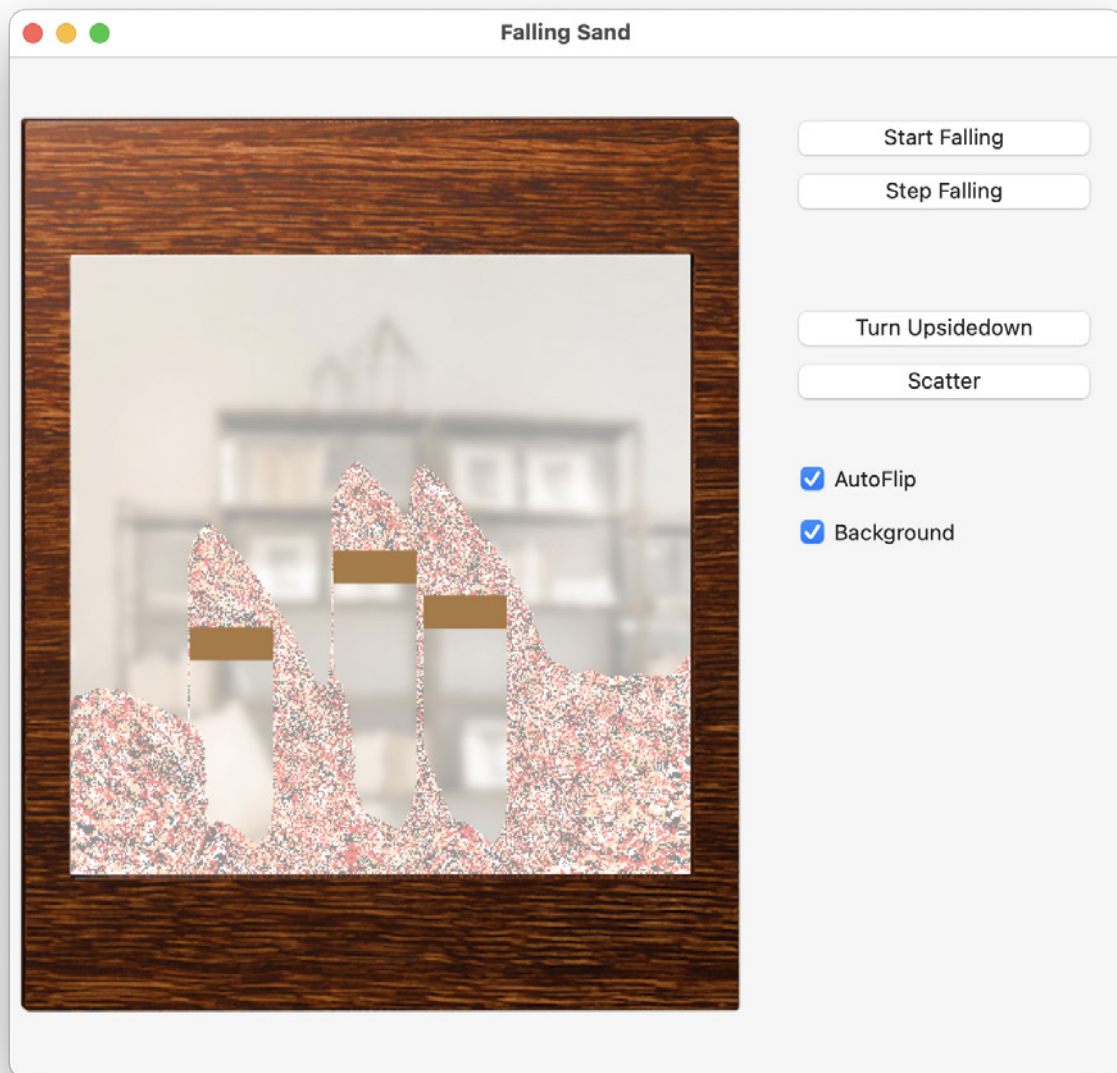 Falling Sand
Start Falling
Step Falling
Turn Upsidedown
Scatter
AutoFlip
Background